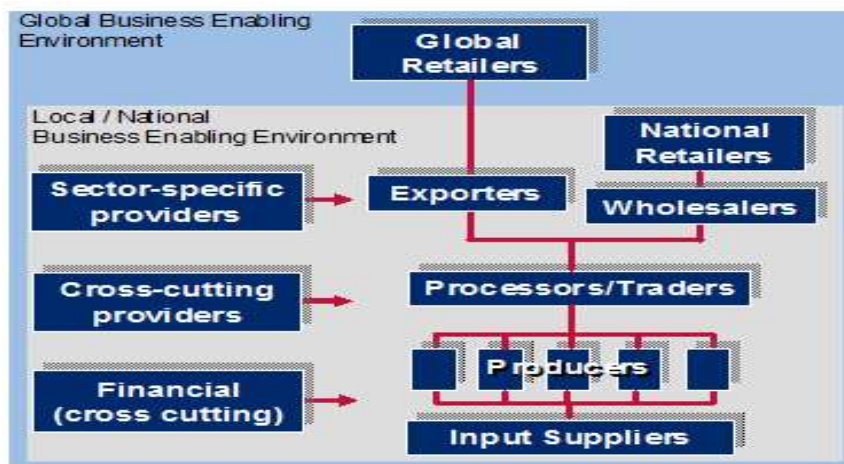 Global Business Enabling
Environment
Global
Retailers
Local / National
Business Enabling Environment
National
Retailers
Sector-specific
providers
Exporters
Wholesalers
Cross-cutting
providers
Processors/Traders
Producers
Financial
(cross cutting)
Input Suppliers